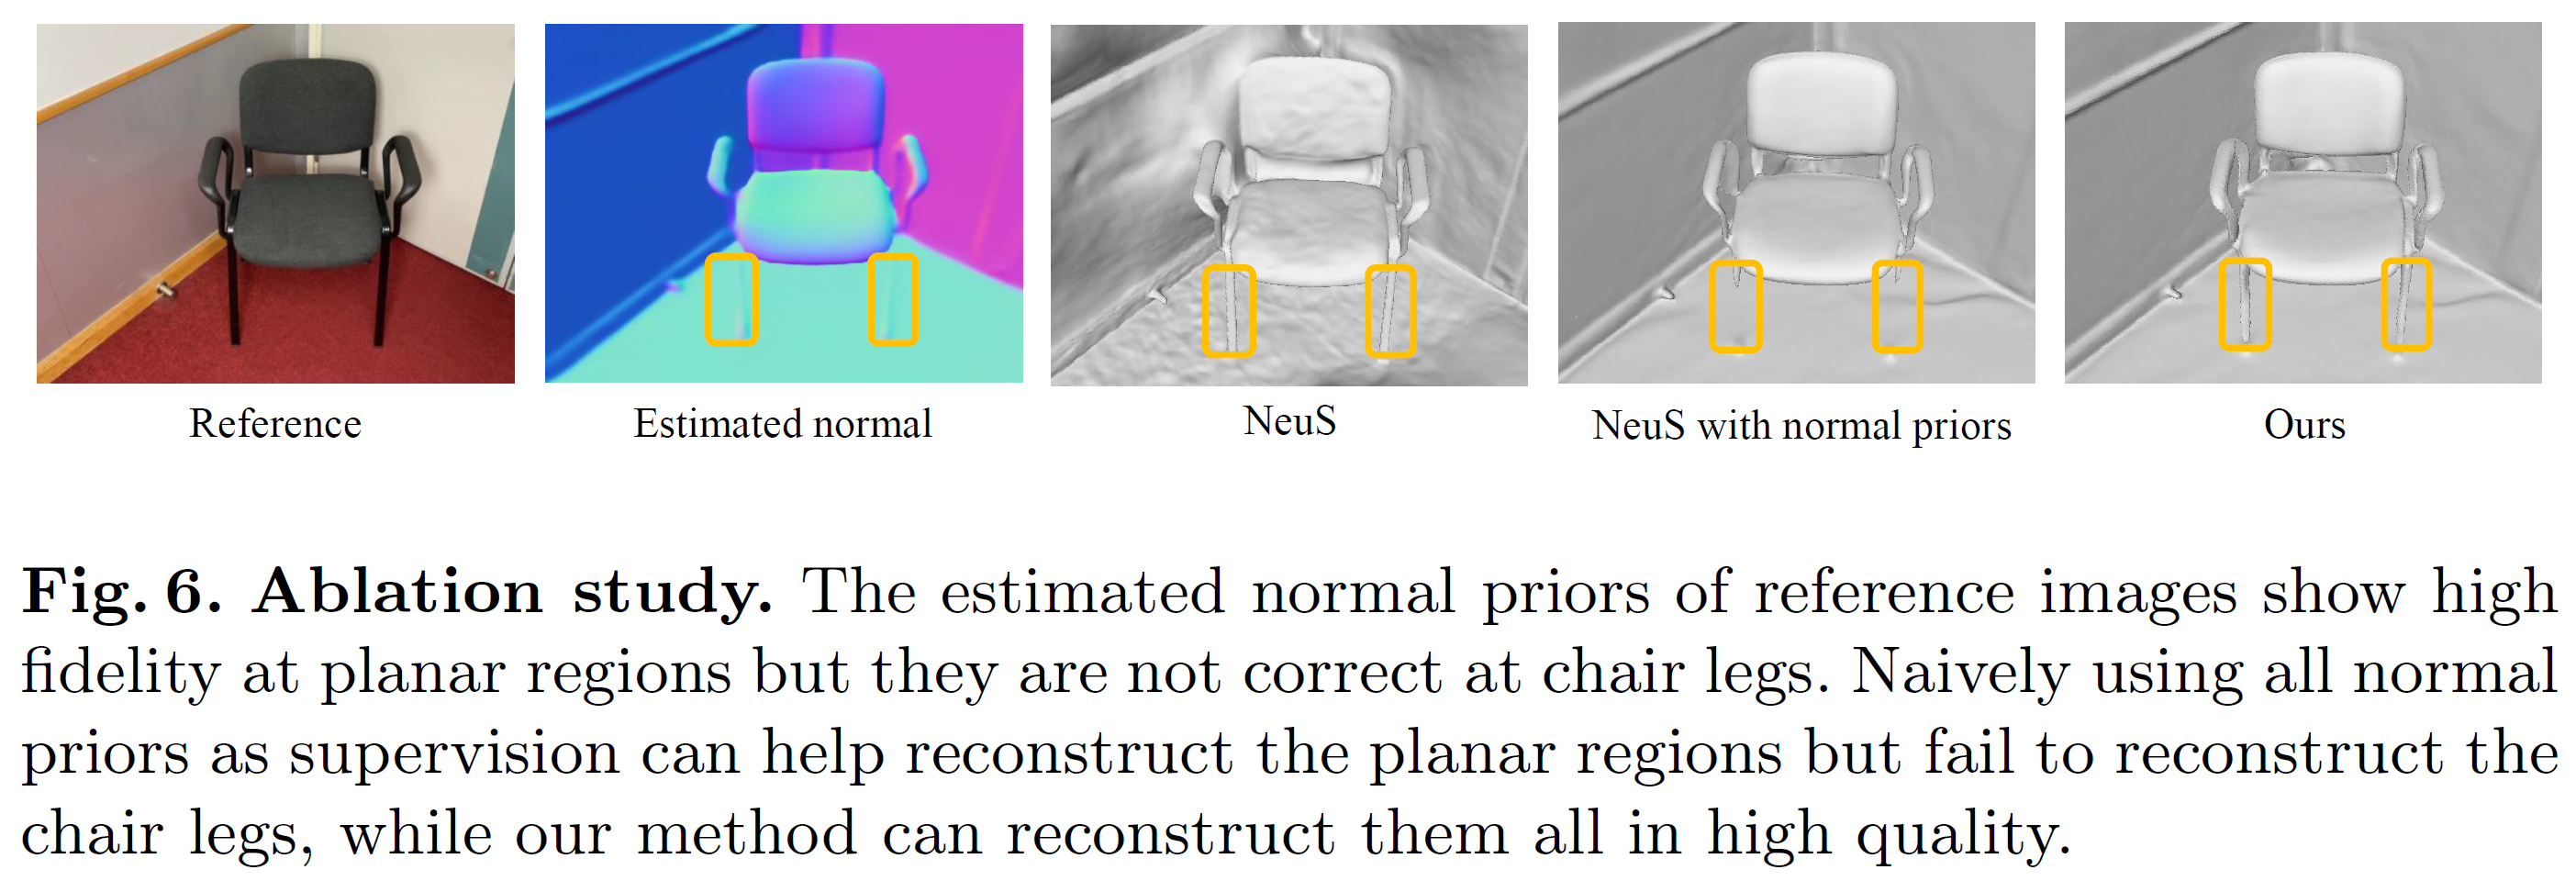 Reference
Estimated normal
NeuS
NeuS with normal priors
Ours
Fig. 6. Ablation study. The estimated normal priors of reference images show high
fidelity at planar regions but they are not correct at chair legs. Naively using all normal
priors as supervision can help reconstruct the planar regions but fail to reconstruct the
chair legs, while our method can reconstruct them all in high quality.